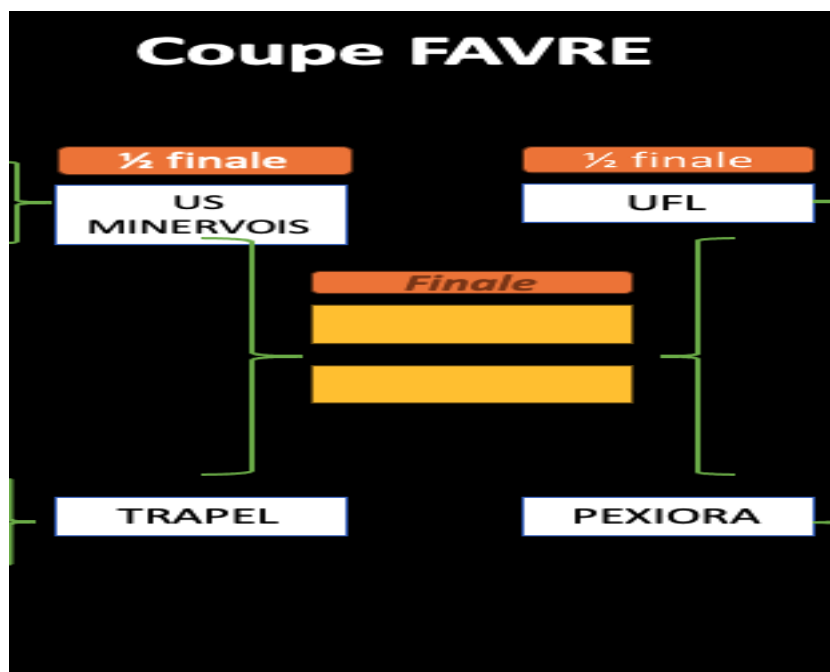 Coupe FAVRE
½ finale
½ finale
US
MINERVOIS
UFL
Finale
TRAPEL
PEXIORA